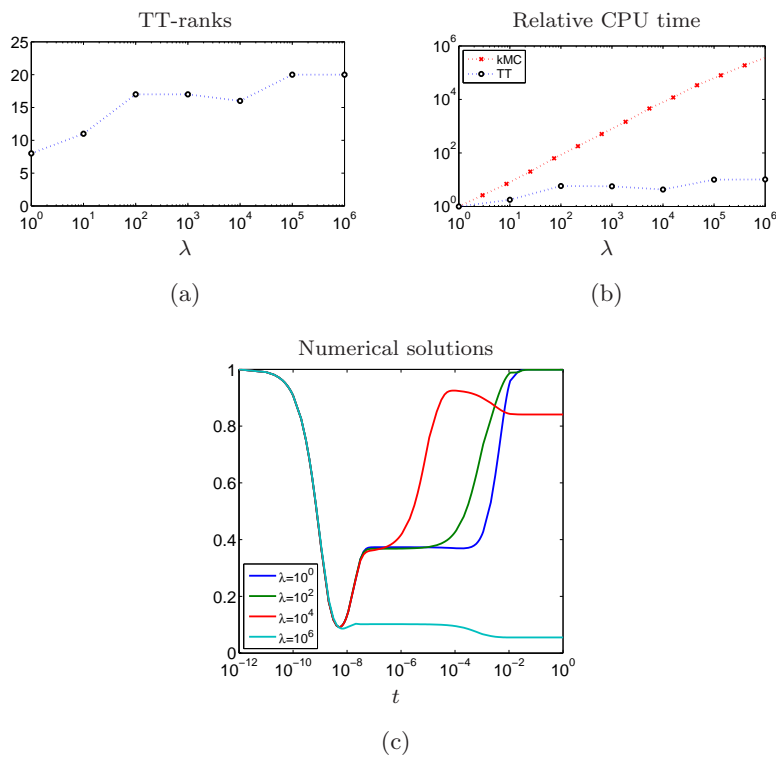 TT-ranks
25
20
15
10
5
0
10^0 10^1 10^2 10^3 10^4 10^5 10^6
λ
(a)
Relative CPU time
10^6
10^4
10^2
10^0
kMC
TT
10^0 10^1 10^2 10^3 10^4 10^5 10^6
λ
(b)
Numerical solutions
1
0.8
0.6
0.4
0.2
0
λ=10^0
λ=10^2
λ=10^4
λ=10^6
10^−12 10^−10 10^−8 10^−6 10^−4 10^−2 10^0
t
(c)